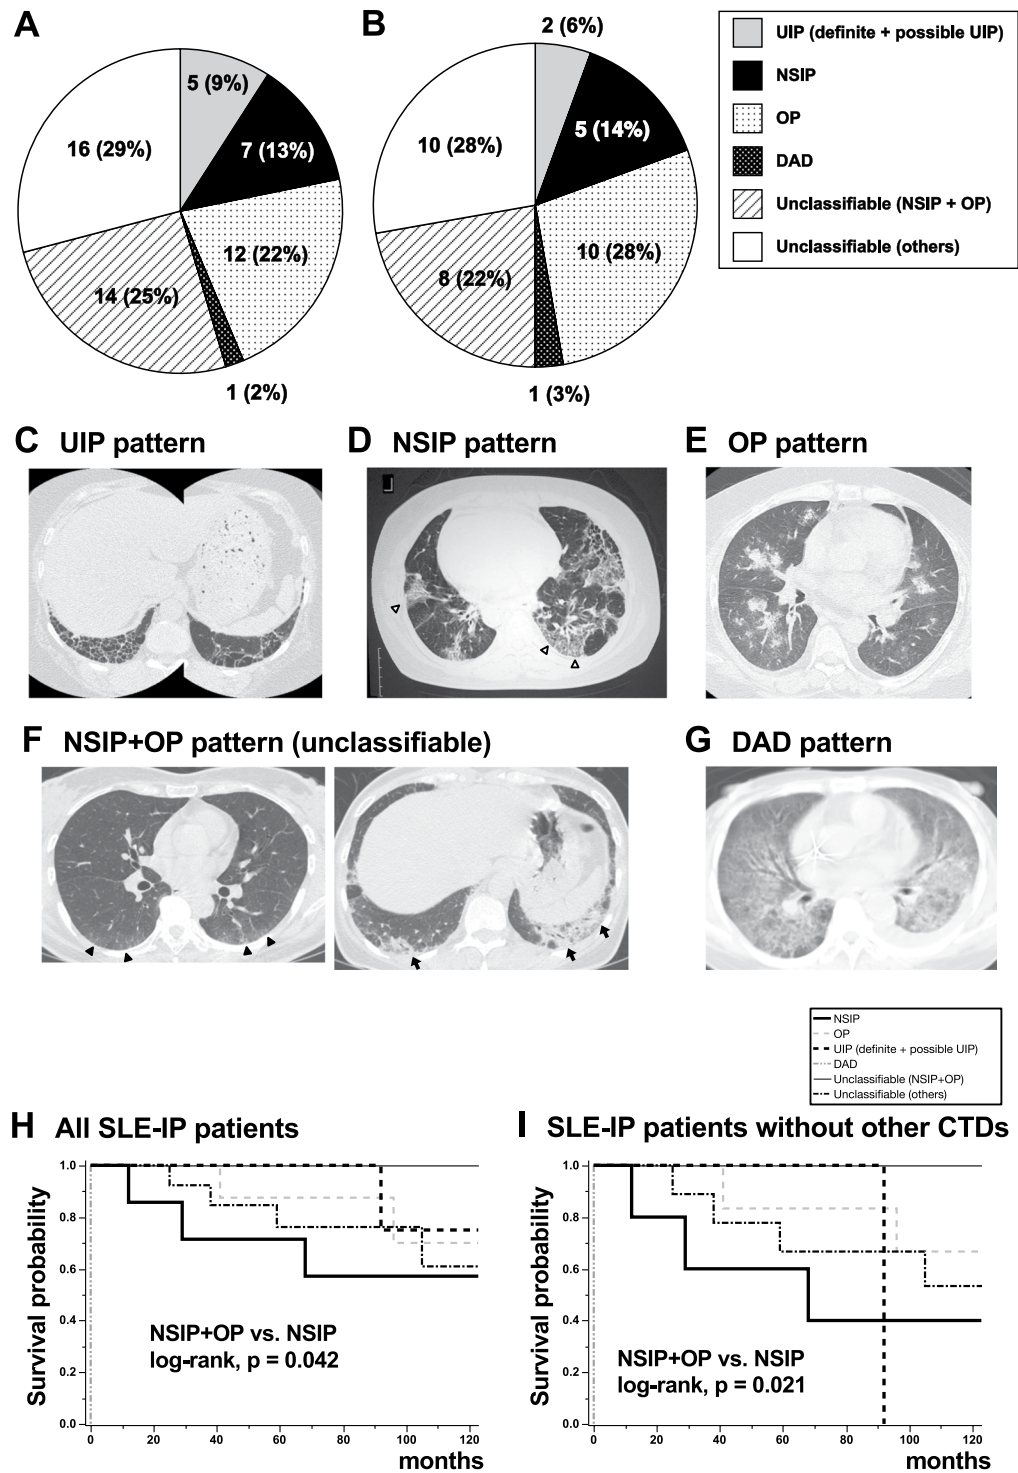 A
B
5 (9%)
7 (13%)
12 (22%)
1 (2%)
14 (25%)
16 (29%)
2 (6%)
5 (14%)
10 (28%)
1 (3%)
8 (22%)
10 (28%)
UIP (definite + possible UIP)
NSIP
OP
DAD
Unclassifiable (NSIP + OP)
Unclassifiable (others)
C UIP pattern
D NSIP pattern
E OP pattern
L
F NSIP+OP pattern (unclassifiable)
G DAD pattern
NSIP
OP
UIP (definite + possible UIP)
DAD
Unclassifiable (NSIP+OP)
Unclassifiable (others)
H All SLE-IP patients
Survival probability
1.0
0.8
0.6
0.4
0.2
0.0
NSIP+OP vs. NSIP
log-rank, p = 0.042
0 20 40 60 80 100 120
months
I SLE-IP patients without other CTDs
Survival probability
1.0
0.8
0.6
0.4
0.2
0.0
NSIP+OP vs. NSIP
log-rank, p = 0.021
0 20 40 60 80 100 120
months